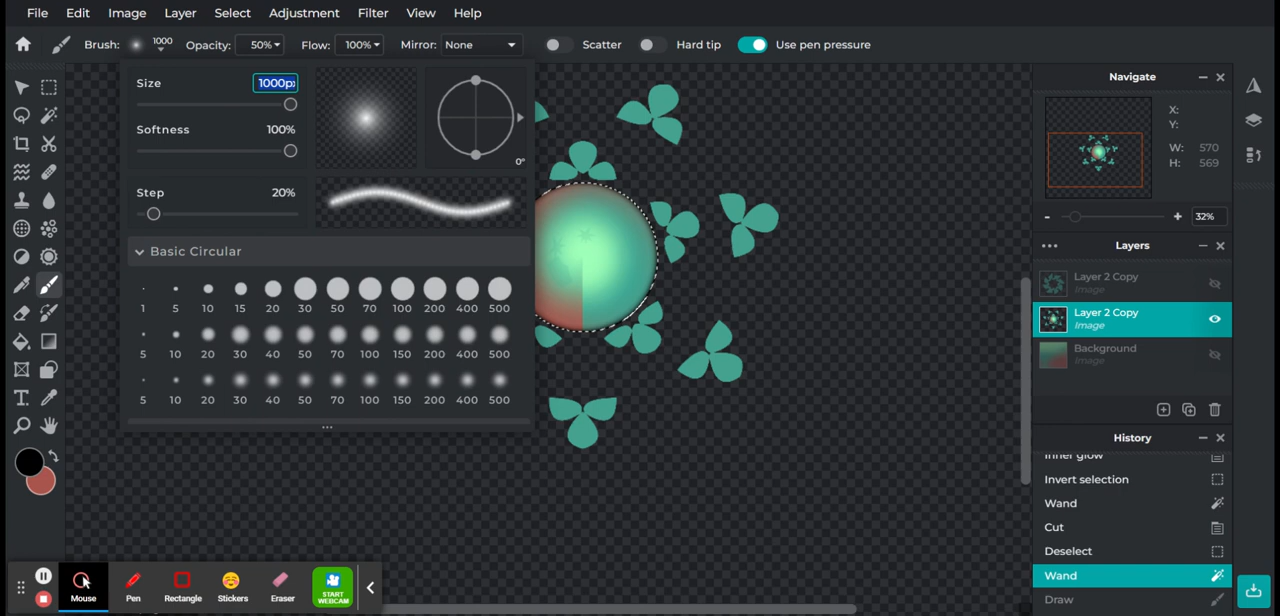 File Edit Image Layer Select Adjustment Filter View Help
Brush: 1000 Opacity: 50% Flow: 100% Mirror: None Scatter Hard tip Use pen pressure
Size 1000px
Softness 100%
0°
Step 20%
Basic Circular
1 5 10 15 20 30 50 70 100 200 400 500
5 10 20 30 40 50 70 100 150 200 400 500
5 10 20 30 40 50 70 100 150 200 400 500
Navigate
X:
Y:
W: 570
H: 569
- + 32%
Layers
Layer 2 Copy
Image
Layer 2 Copy
Image
Background
Image
History
Inner glow
Invert selection
Wand
Cut
Deselect
Wand
Draw
Mouse Pen Rectangle Stickers Eraser START WEBCAM